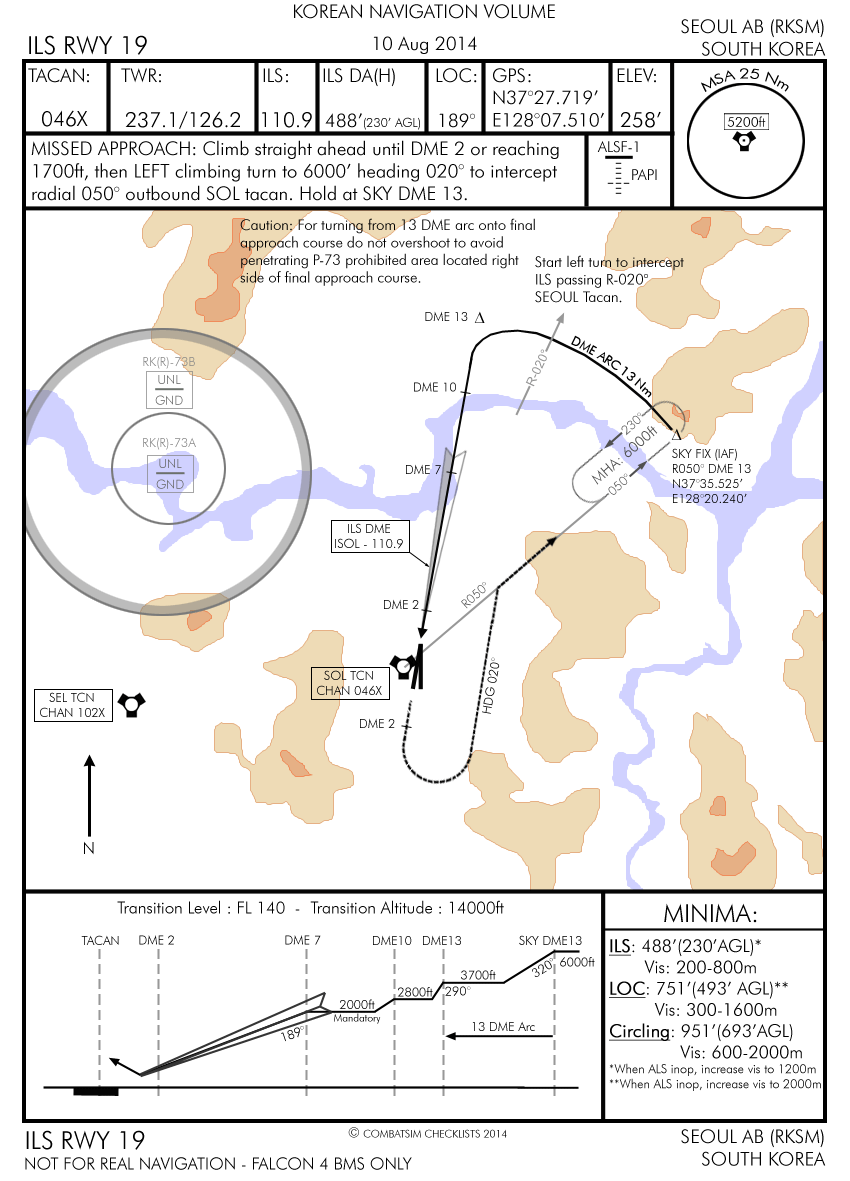 KOREAN NAVIGATION VOLUME
ILS RWY 19
10 Aug 2014
SEOUL AB (RKSM)
SOUTH KOREA
TACAN:
046X
TWR:
237.1/126.2
ILS:
110.9
ILS DA(H)
488'(230' AGL)
LOC:
189°
GPS:
N37°27.719'
E128°07.510'
ELEV:
258'
MSA 25 Nm
5200ft
MISSED APPROACH: Climb straight ahead until DME 2 or reaching
1700ft, then LEFT climbing turn to 6000' heading 020° to intercept
radial 050° outbound SOL tacan. Hold at SKY DME 13.
ALSF-1
PAPI
Caution: For turning from 13 DME arc onto final
approach course do not overshoot to avoid
penetrating P-73 prohibited area located right
side of final approach course.
Start left turn to intercept
ILS passing R-020°
SEOUL Tacan.
DME 13
DME ARC 13 Nm
R-020°
RK(R)-73B
UNL
GND
DME 10
RK(R)-73A
UNL
GND
DME 7
230°
MHA: 6000ft
050°
SKY FIX (IAF)
R050° DME 13
N37°35.525'
E128°20.240'
ILS DME
ISOL - 110.9
DME 2
R050°
SOL TCN
CHAN 046X
HDG 020°
SEL TCN
CHAN 102X
DME 2
N
Transition Level : FL 140 - Transition Altitude : 14000ft
TACAN
DME 2
DME 7
DME10
DME13
SKY DME13
6000ft
320°
3700ft
290°
2800ft
2000ft
Mandatory
189°
13 DME Arc
MINIMA:
ILS: 488'(230'AGL)*
Vis: 200-800m
LOC: 751'(493' AGL)**
Vis: 300-1600m
Circling: 951'(693'AGL)
Vis: 600-2000m
*When ALS inop, increase vis to 1200m
**When ALS inop, increase vis to 2000m
ILS RWY 19
NOT FOR REAL NAVIGATION - FALCON 4 BMS ONLY
© COMBATSIM CHECKLISTS 2014
SEOUL AB (RKSM)
SOUTH KOREA